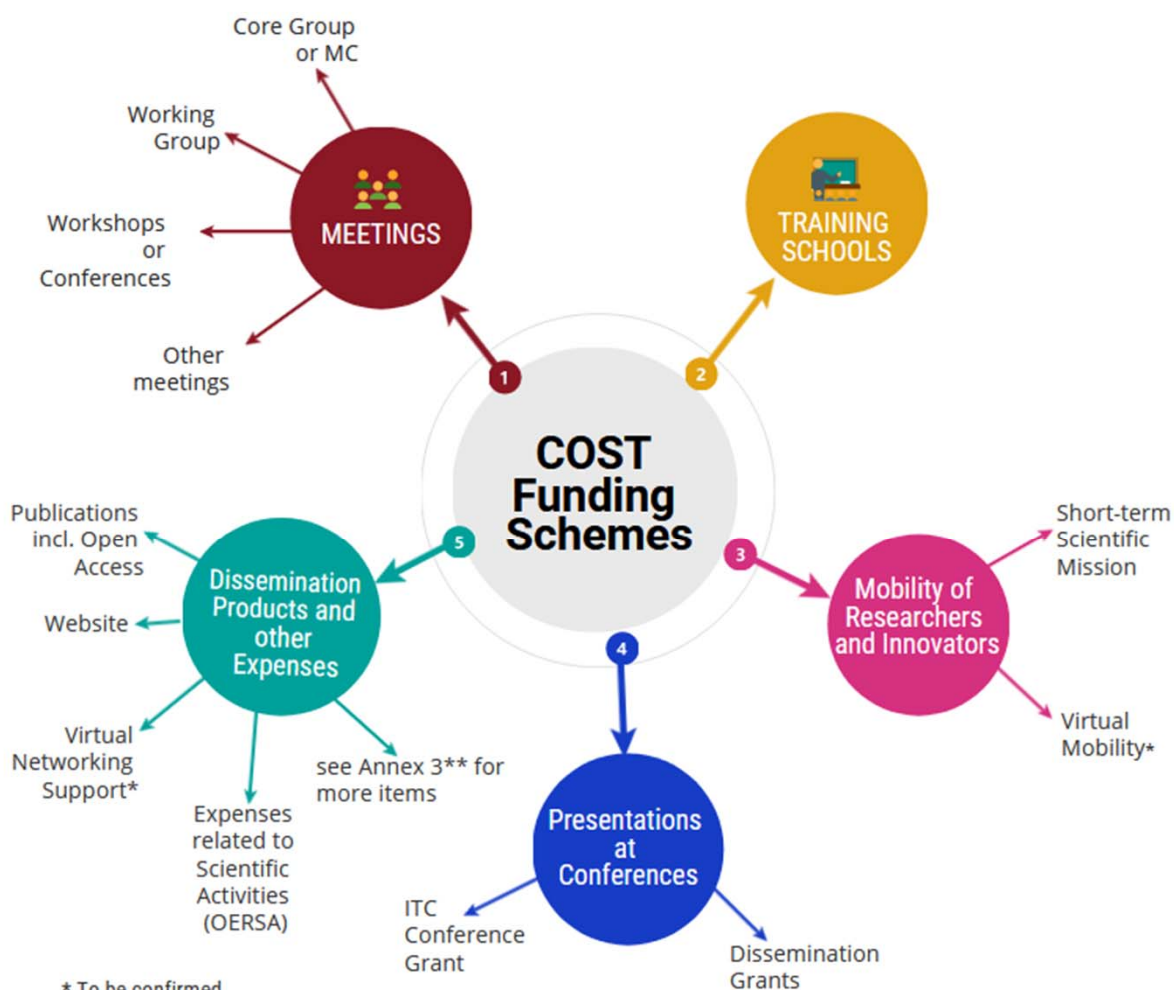 COST
Funding
Schemes
1
MEETINGS
Core Group
or MC
Working
Group
Workshops
or
Conferences
Other
meetings
2
TRAINING
SCHOOLS
3
Mobility of
Researchers
and Innovators
Short-term
Scientific
Mission
Virtual
Mobility*
4
Presentations
at
Conferences
ITC
Conference
Grant
Dissemination
Grants
5
Dissemination
Products and
other
Expenses
Publications
incl. Open
Access
Website
Virtual
Networking
Support*
Expenses
related to
Scientific
Activities
(OERSA)
see Annex 3** for
more items
* To be confirmed